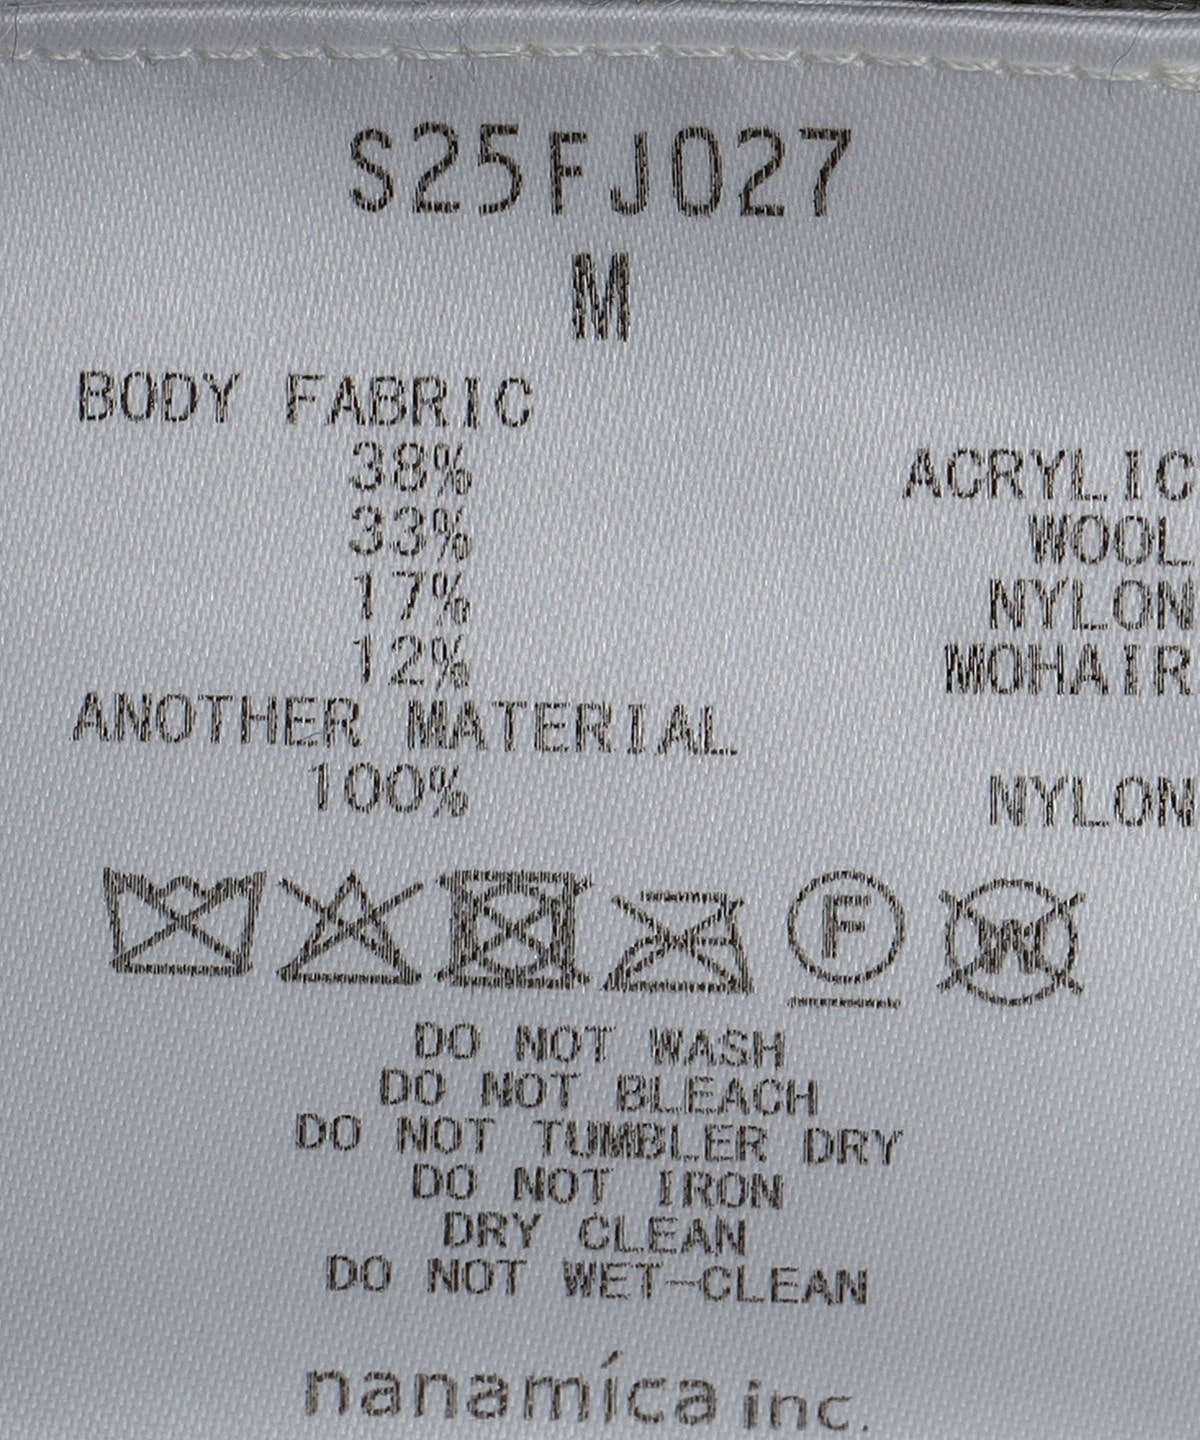 S25FJ027
M
BODY FABRIC
38% ACRYLIC
33% WOOL
17% NYLON
12% MOHAIR
ANOTHER MATERIAL
100% NYLON
F W
DO NOT WASH
DO NOT BLEACH
DO NOT TUMBLER DRY
DO NOT IRON
DRY CLEAN
DO NOT WET-CLEAN
nanamíca inc.